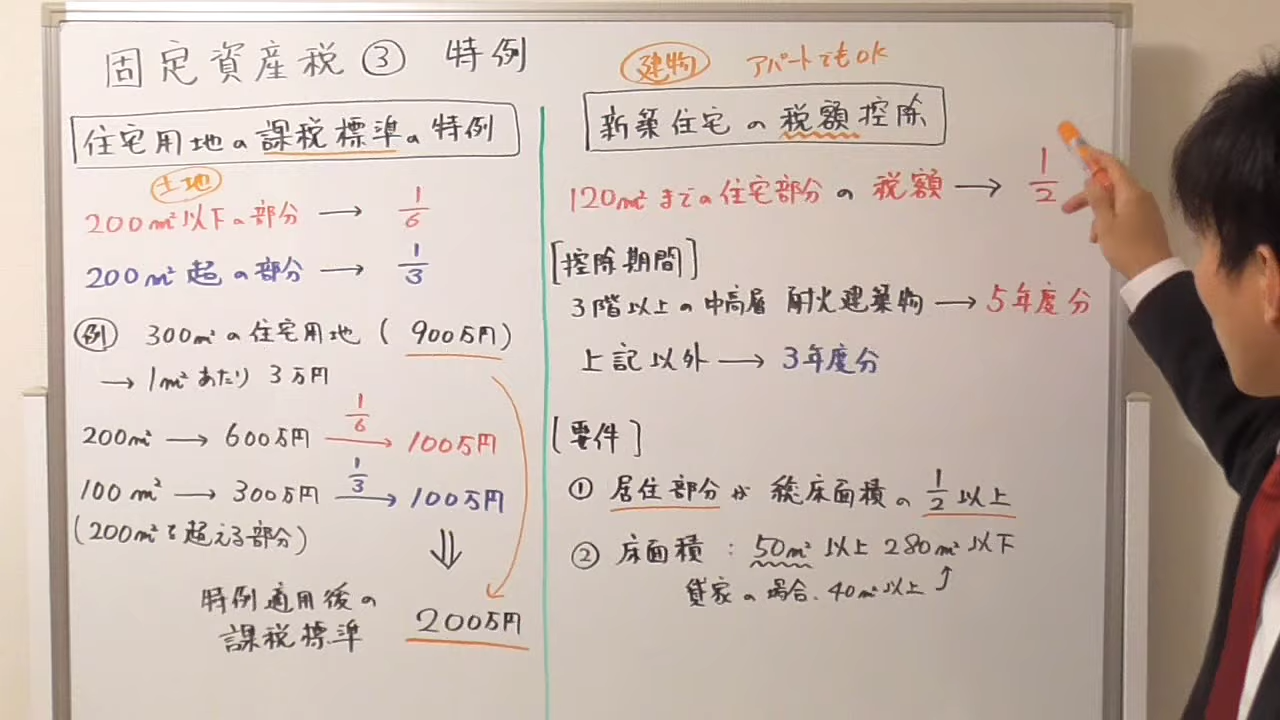 固定資産税 ③ 特例
住宅用地の課税標準の特例
土地
200m²以下の部分 → 1/6
200m²超の部分 → 1/3
例 300m²の住宅用地 (900万円)
→ 1m²あたり 3万円
200m² → 600万円 1/6→ 100万円
100m² → 300万円 1/3→ 100万円
(200m²を超える部分)
⇓
特例適用後の
課税標準 200万円
建物 アパートでもOK
新築住宅の税額控除
120m²までの住宅部分の税額 → 1/2
[控除期間]
3階以上の中高層耐火建築物 → 5年度分
上記以外 → 3年度分
[要件]
① 居住部分が総床面積の1/2以上
② 床面積:50m²以上280m²以下
貸家の場合、40m²以上